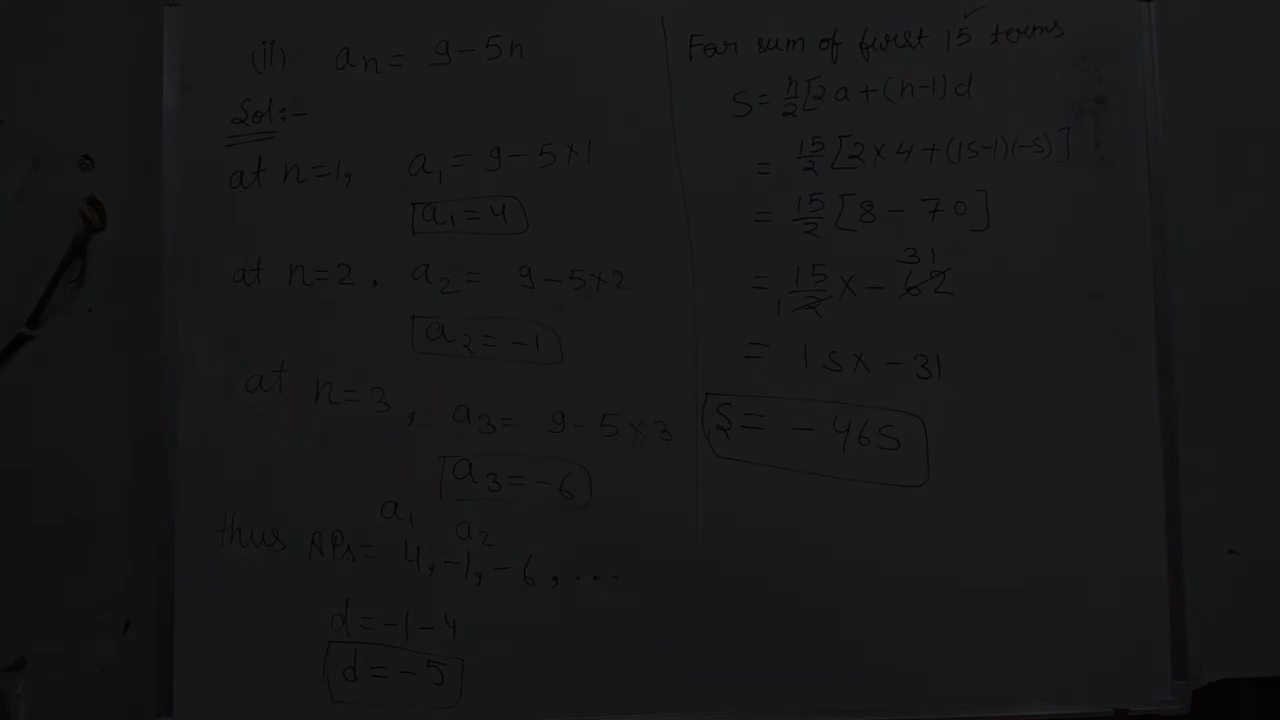 (ii) an = 9 - 5n
Sol:-
at n=1, a1 = 9 - 5×1
a1 = 4
at n=2, a2 = 9 - 5×2
a2 = -1
at n=3, a3 = 9 - 5×3
a3 = -6
a1 a2
thus APs = 4, -1, -6, ....
d = -1 - 4
d = -5
For sum of first 15 terms
S = n/2 [2a + (n-1)d
= 15/2 [2×4 + (15-1)(-5)]
= 15/2 [8 - 70]
31
= 15/2 × - 62
1
= 15 × - 31
S = - 465